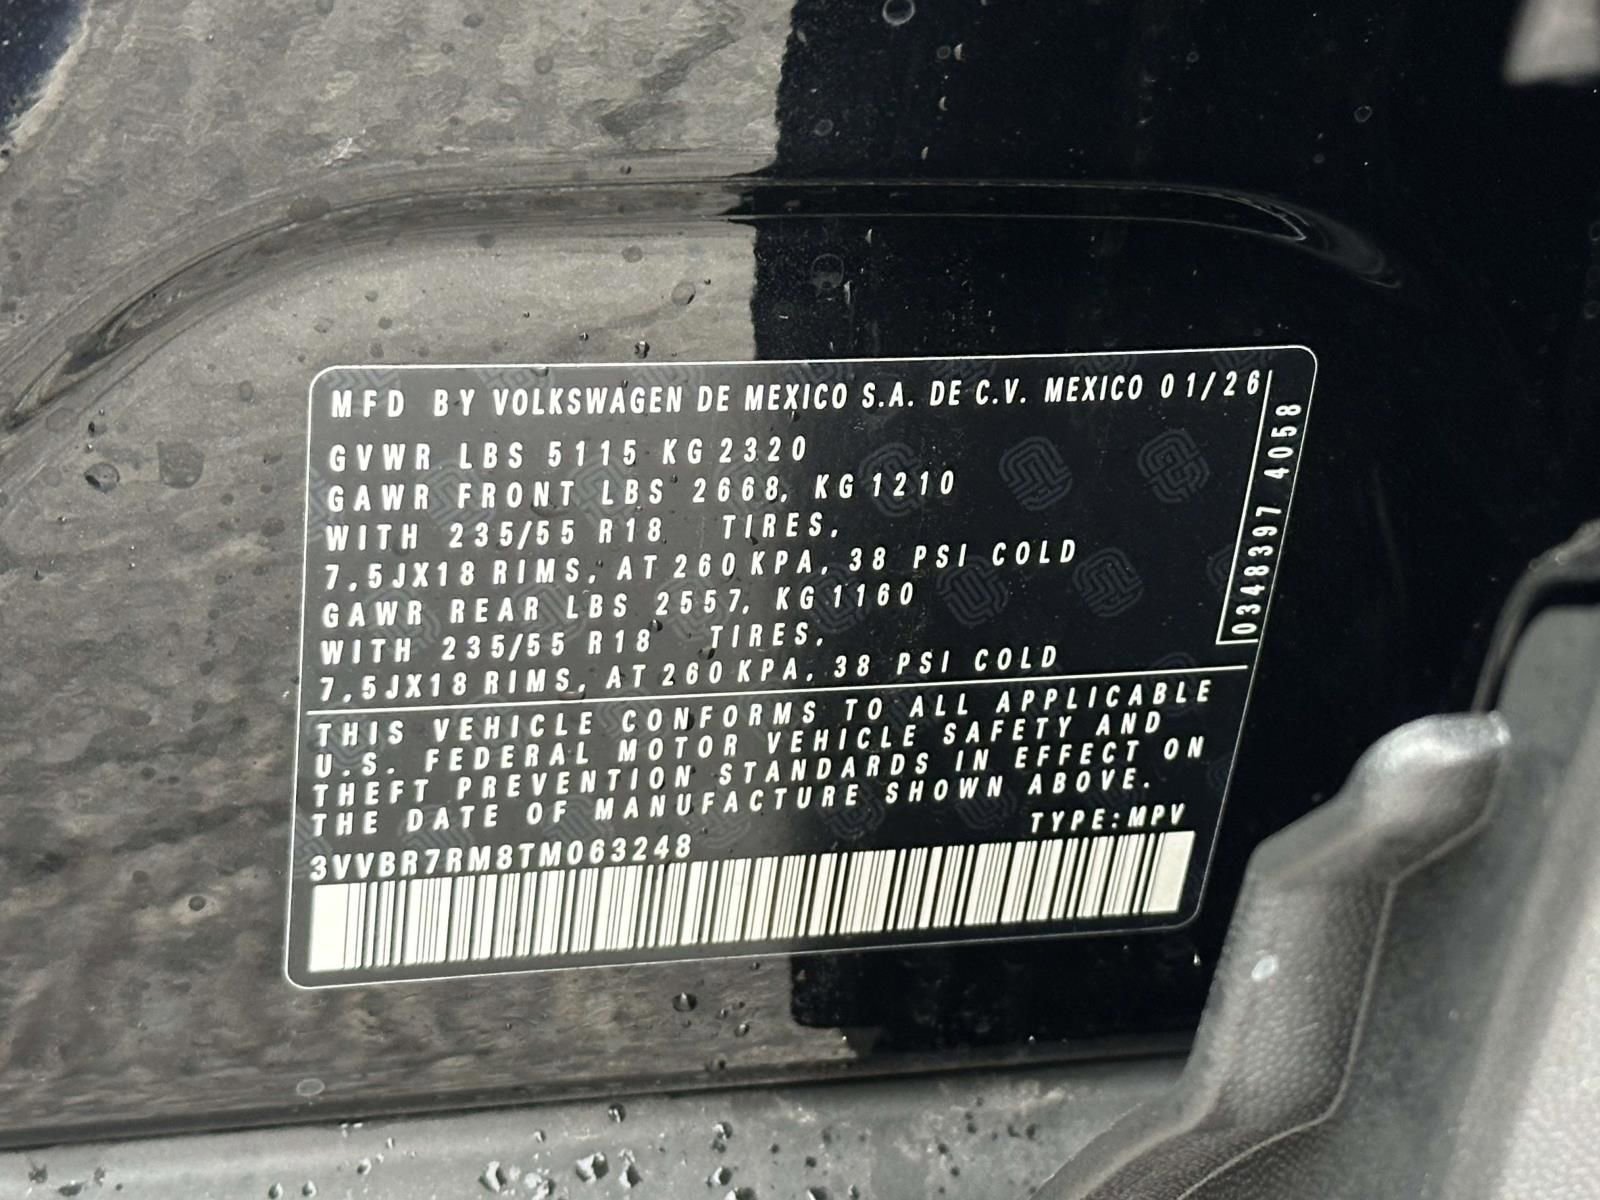 MFD BY VOLKSWAGEN DE MEXICO S.A. DE C.V. MEXICO 01/26
GVWR LBS 5115 KG 2320
GAWR FRONT LBS 2668, KG 1210
WITH 235/55 R18 TIRES,
7,5JX18 RIMS, AT 260 KPA, 38 PSI COLD
GAWR REAR LBS 2557, KG 1160
WITH 235/55 R18 TIRES,
7,5JX18 RIMS, AT 260 KPA, 38 PSI COLD
0348397 4058
THIS VEHICLE CONFORMS TO ALL APPLICABLE
U.S. FEDERAL MOTOR VEHICLE SAFETY AND
THEFT PREVENTION STANDARDS IN EFFECT ON
THE DATE OF MANUFACTURE SHOWN ABOVE.
TYPE:MPV
3VVBR7RM8TM063248